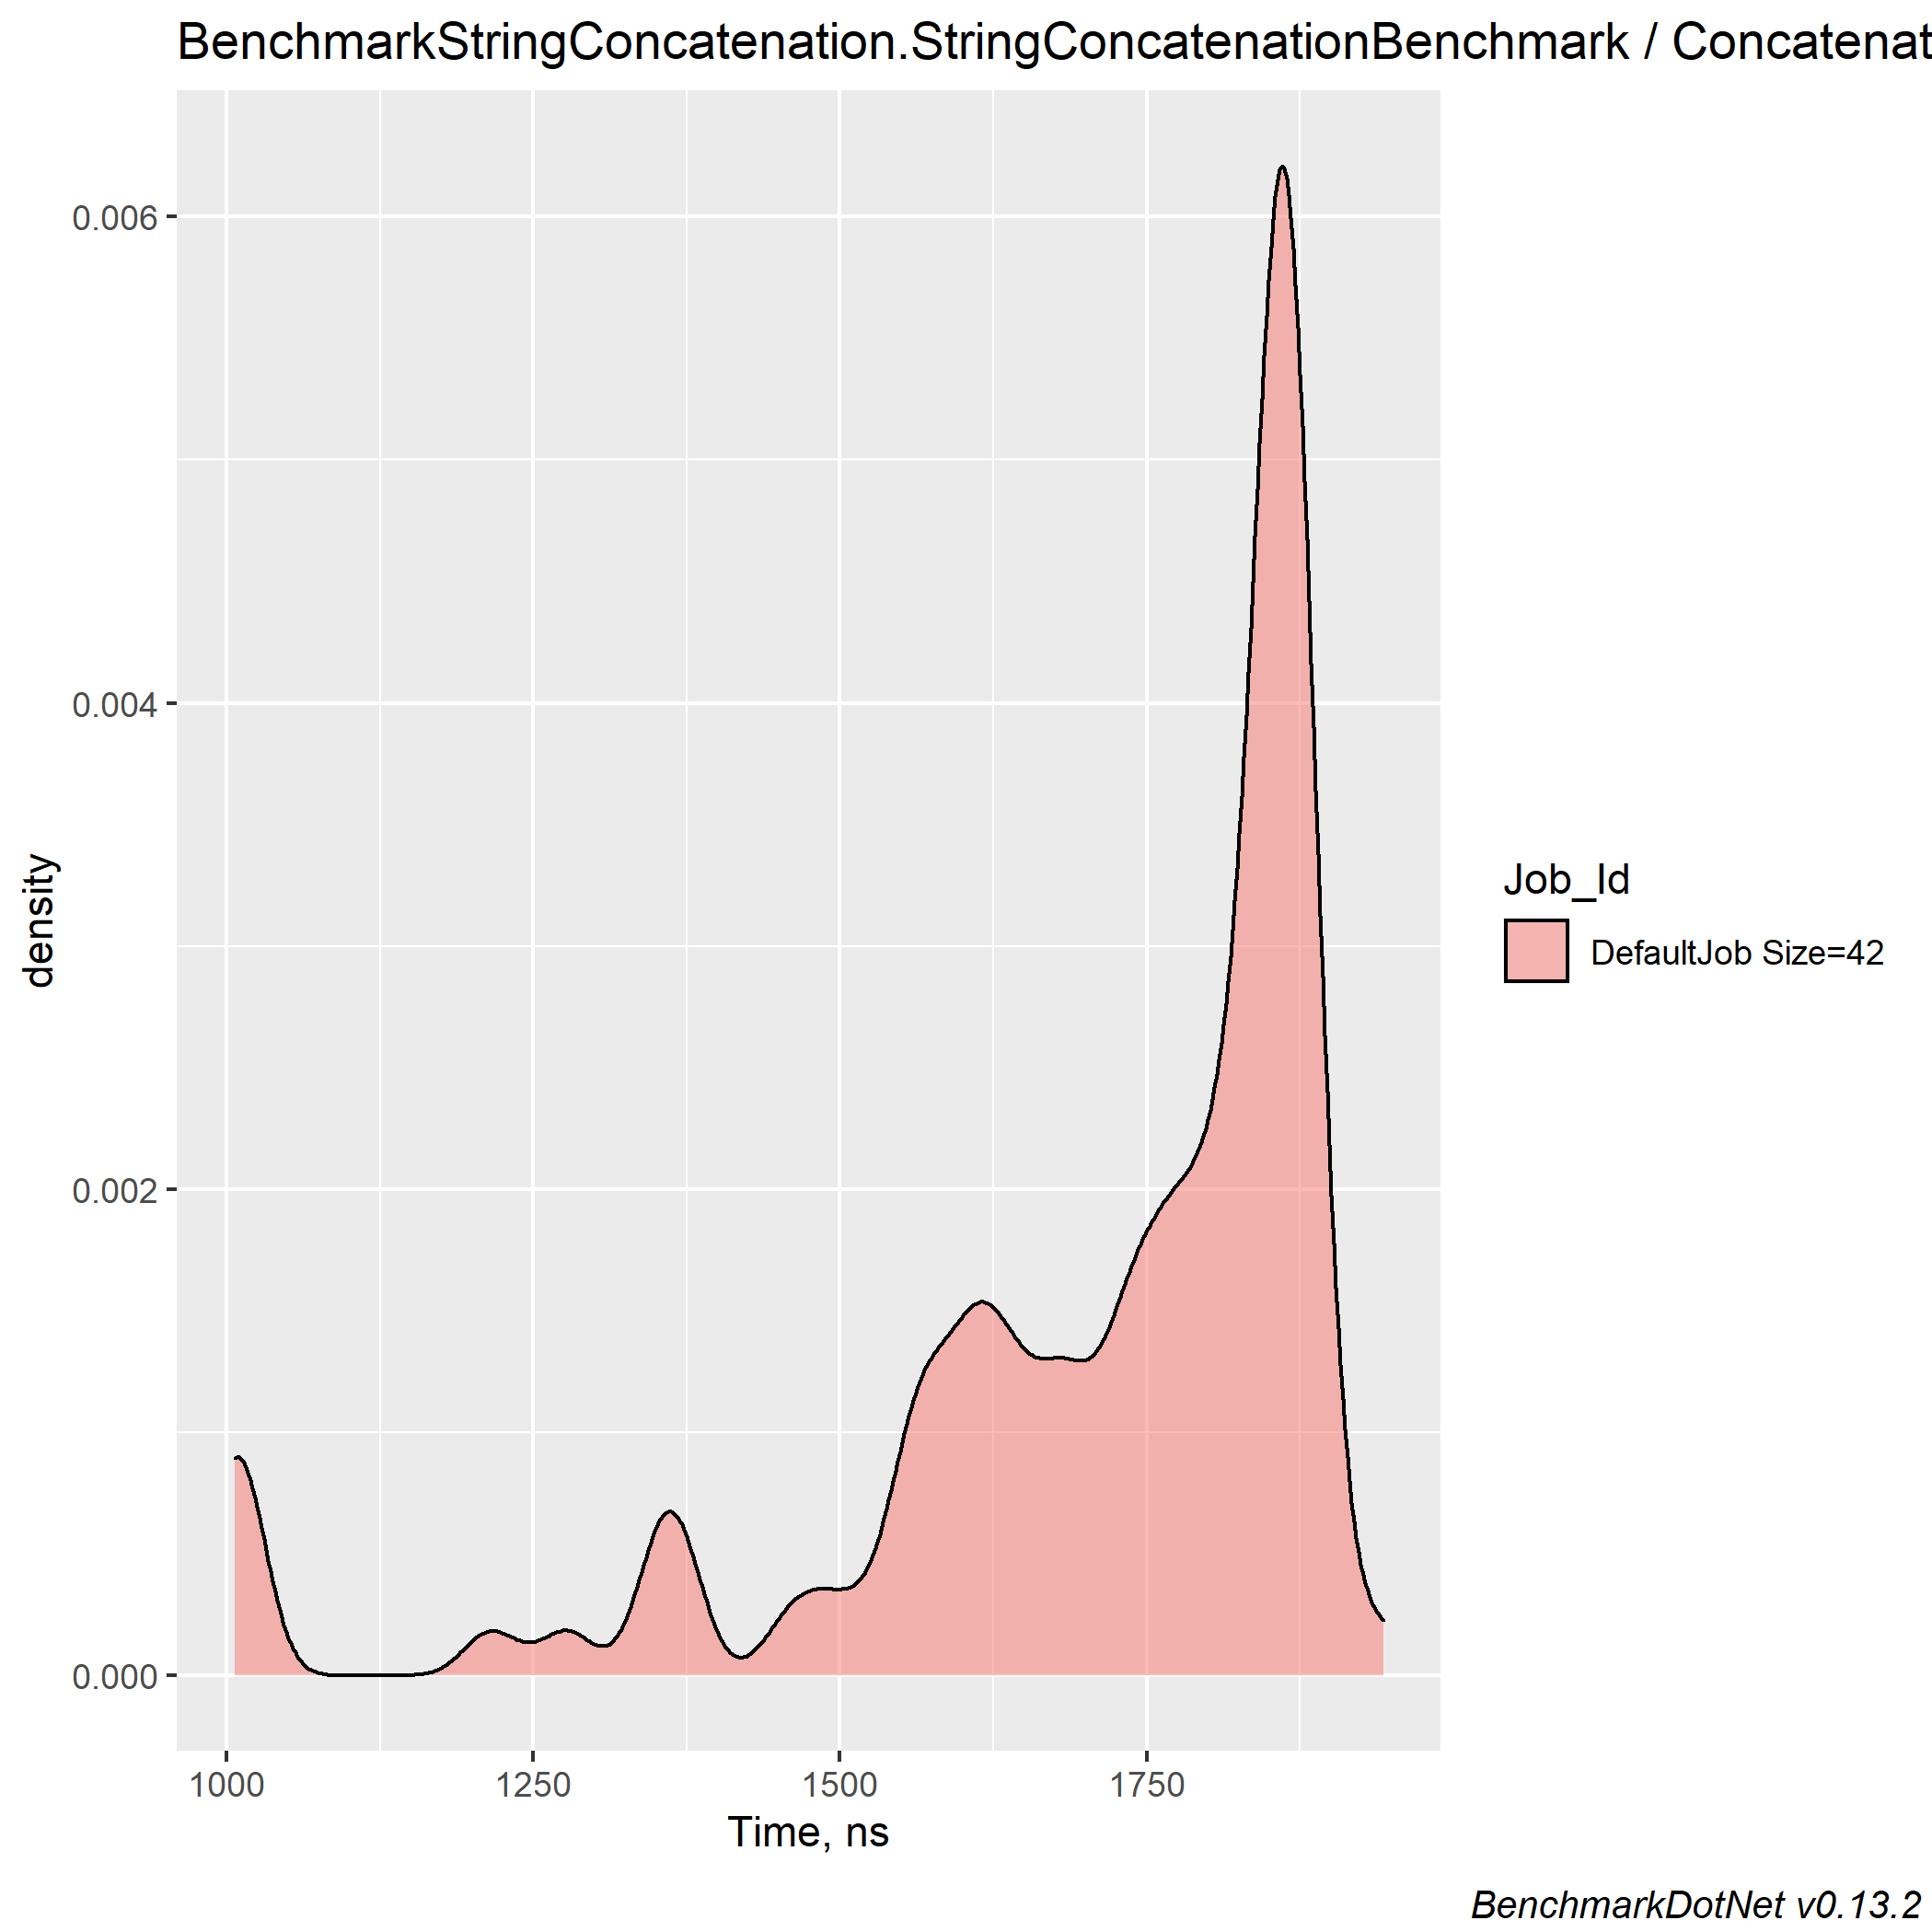 BenchmarkStringConcatenation.StringConcatenationBenchmark / Concatenat
0.006
0.004
0.002
0.000
density
1000 1250 1500 1750
Time, ns
Job_Id
DefaultJob Size=42
BenchmarkDotNet v0.13.2